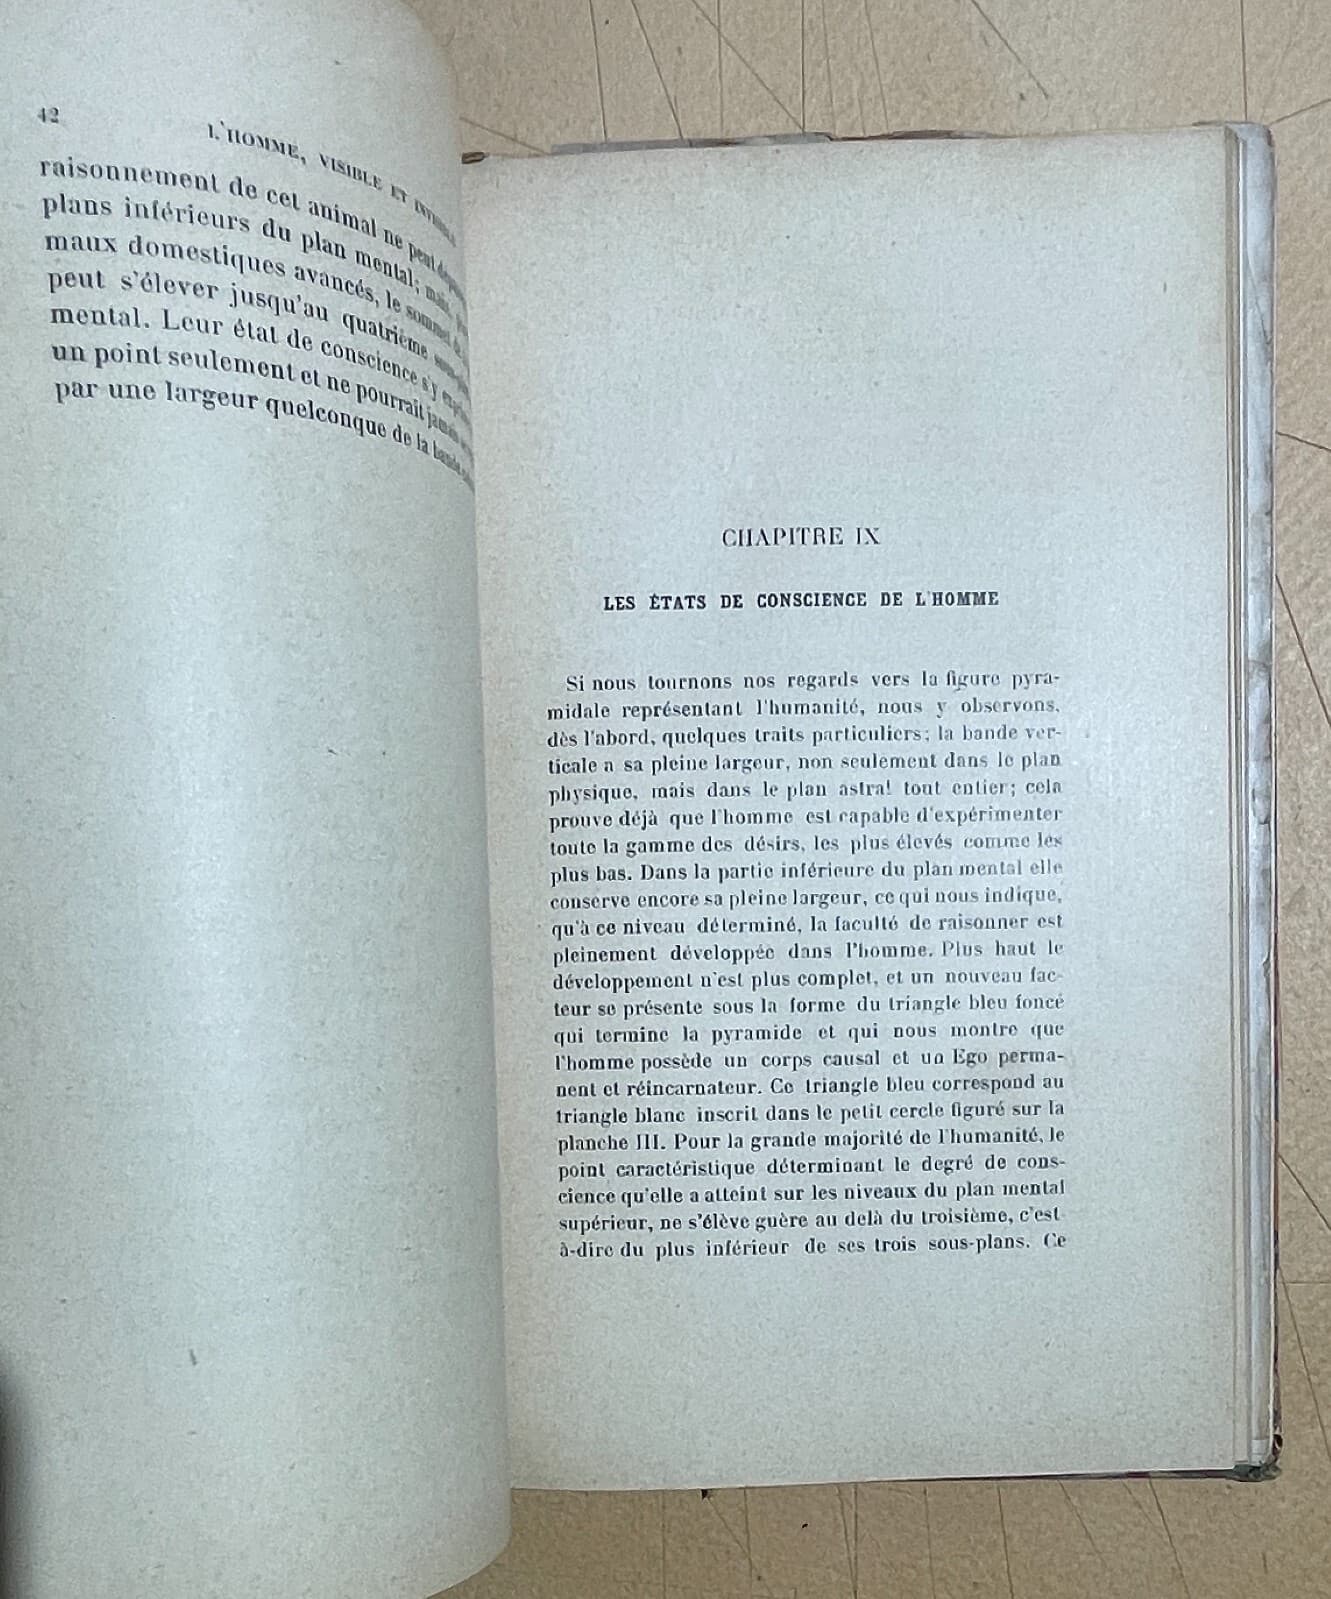 42
L'HOMME, VISIBLE ET INVISIBLE
raisonnement de cet animal ne peut
plans inférieurs du plan mental; mais,
maux domestiques avancés, le sommet
peut s'élever jusqu'au quatrième
mental. Leur état de conscience s'y
un point seulement et ne pourrait jamais
par une largeur quelconque de la bande
CHAPITRE IX
LES ÉTATS DE CONSCIENCE DE L'HOMME
Si nous tournons nos regards vers la figure pyra-
midale représentant l'humanité, nous y observons,
dès l'abord, quelques traits particuliers; la bande ver-
ticale a sa pleine largeur, non seulement dans le plan
physique, mais dans le plan astral tout entier; cela
prouve déjà que l'homme est capable d'expérimenter
toute la gamme des désirs, les plus élevés comme les
plus bas. Dans la partie inférieure du plan mental elle
conserve encore sa pleine largeur, ce qui nous indique,
qu'à ce niveau déterminé, la faculté de raisonner est
pleinement développée dans l'homme. Plus haut le
développement n'est plus complet, et un nouveau fac-
teur se présente sous la forme du triangle bleu foncé
qui termine la pyramide et qui nous montre que
l'homme possède un corps causal et un Ego perma-
nent et réincarnateur. Ce triangle bleu correspond au
triangle blanc inscrit dans le petit cercle figuré sur la
planche III. Pour la grande majorité de l'humanité, le
point caractéristique déterminant le degré de cons-
cience qu'elle a atteint sur les niveaux du plan mental
supérieur, ne s'élève guère au delà du troisième, c'est
à-dire du plus inférieur de ses trois sous-plans. Ce